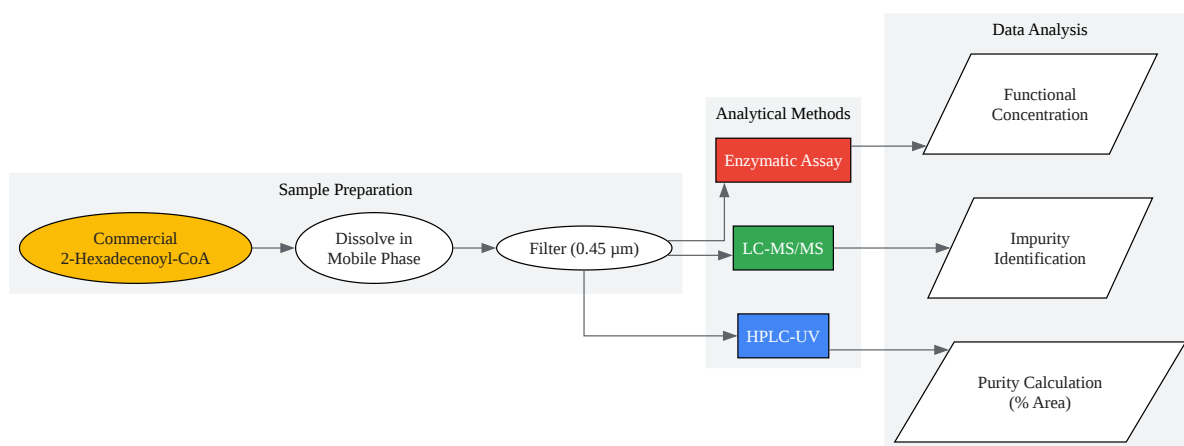 Sample Preparation
Commercial
2-Hexadecenoyl-CoA
Dissolve in
Mobile Phase
Filter (0.45 µm)
Analytical Methods
Enzymatic Assay
LC-MS/MS
HPLC-UV
Data Analysis
Functional
Concentration
Impurity
Identification
Purity Calculation
(% Area)